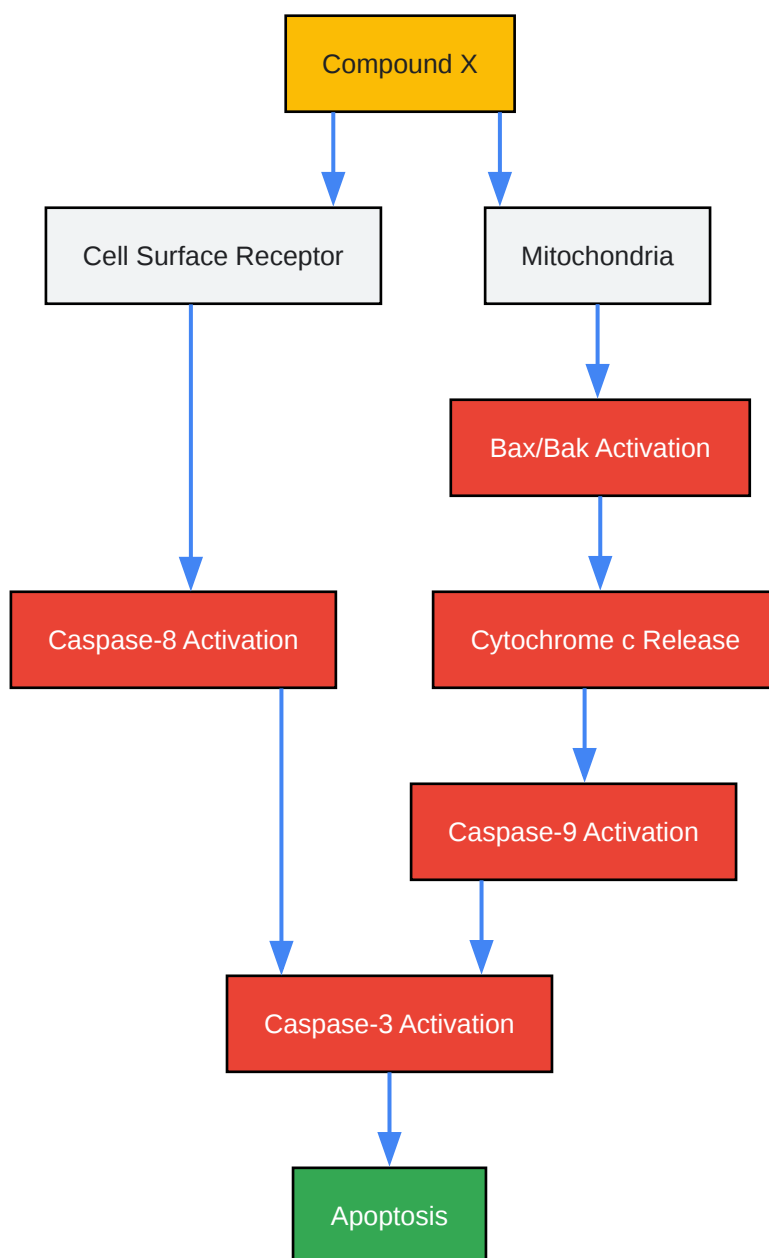 Compound X
Cell Surface Receptor
Mitochondria
Bax/Bak Activation
Caspase-8 Activation
Cytochrome c Release
Caspase-9 Activation
Caspase-3 Activation
Apoptosis